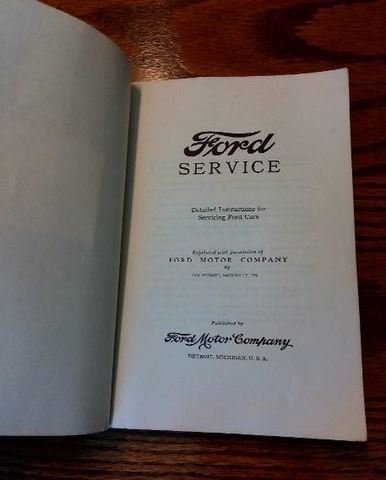 Ford
SERVICE
Detailed Instructions for
Servicing Ford Cars
Reprinted with permission of
FORD MOTOR COMPANY
by
Published by
Ford Motor Company
DETROIT, MICHIGAN, U. S. A.